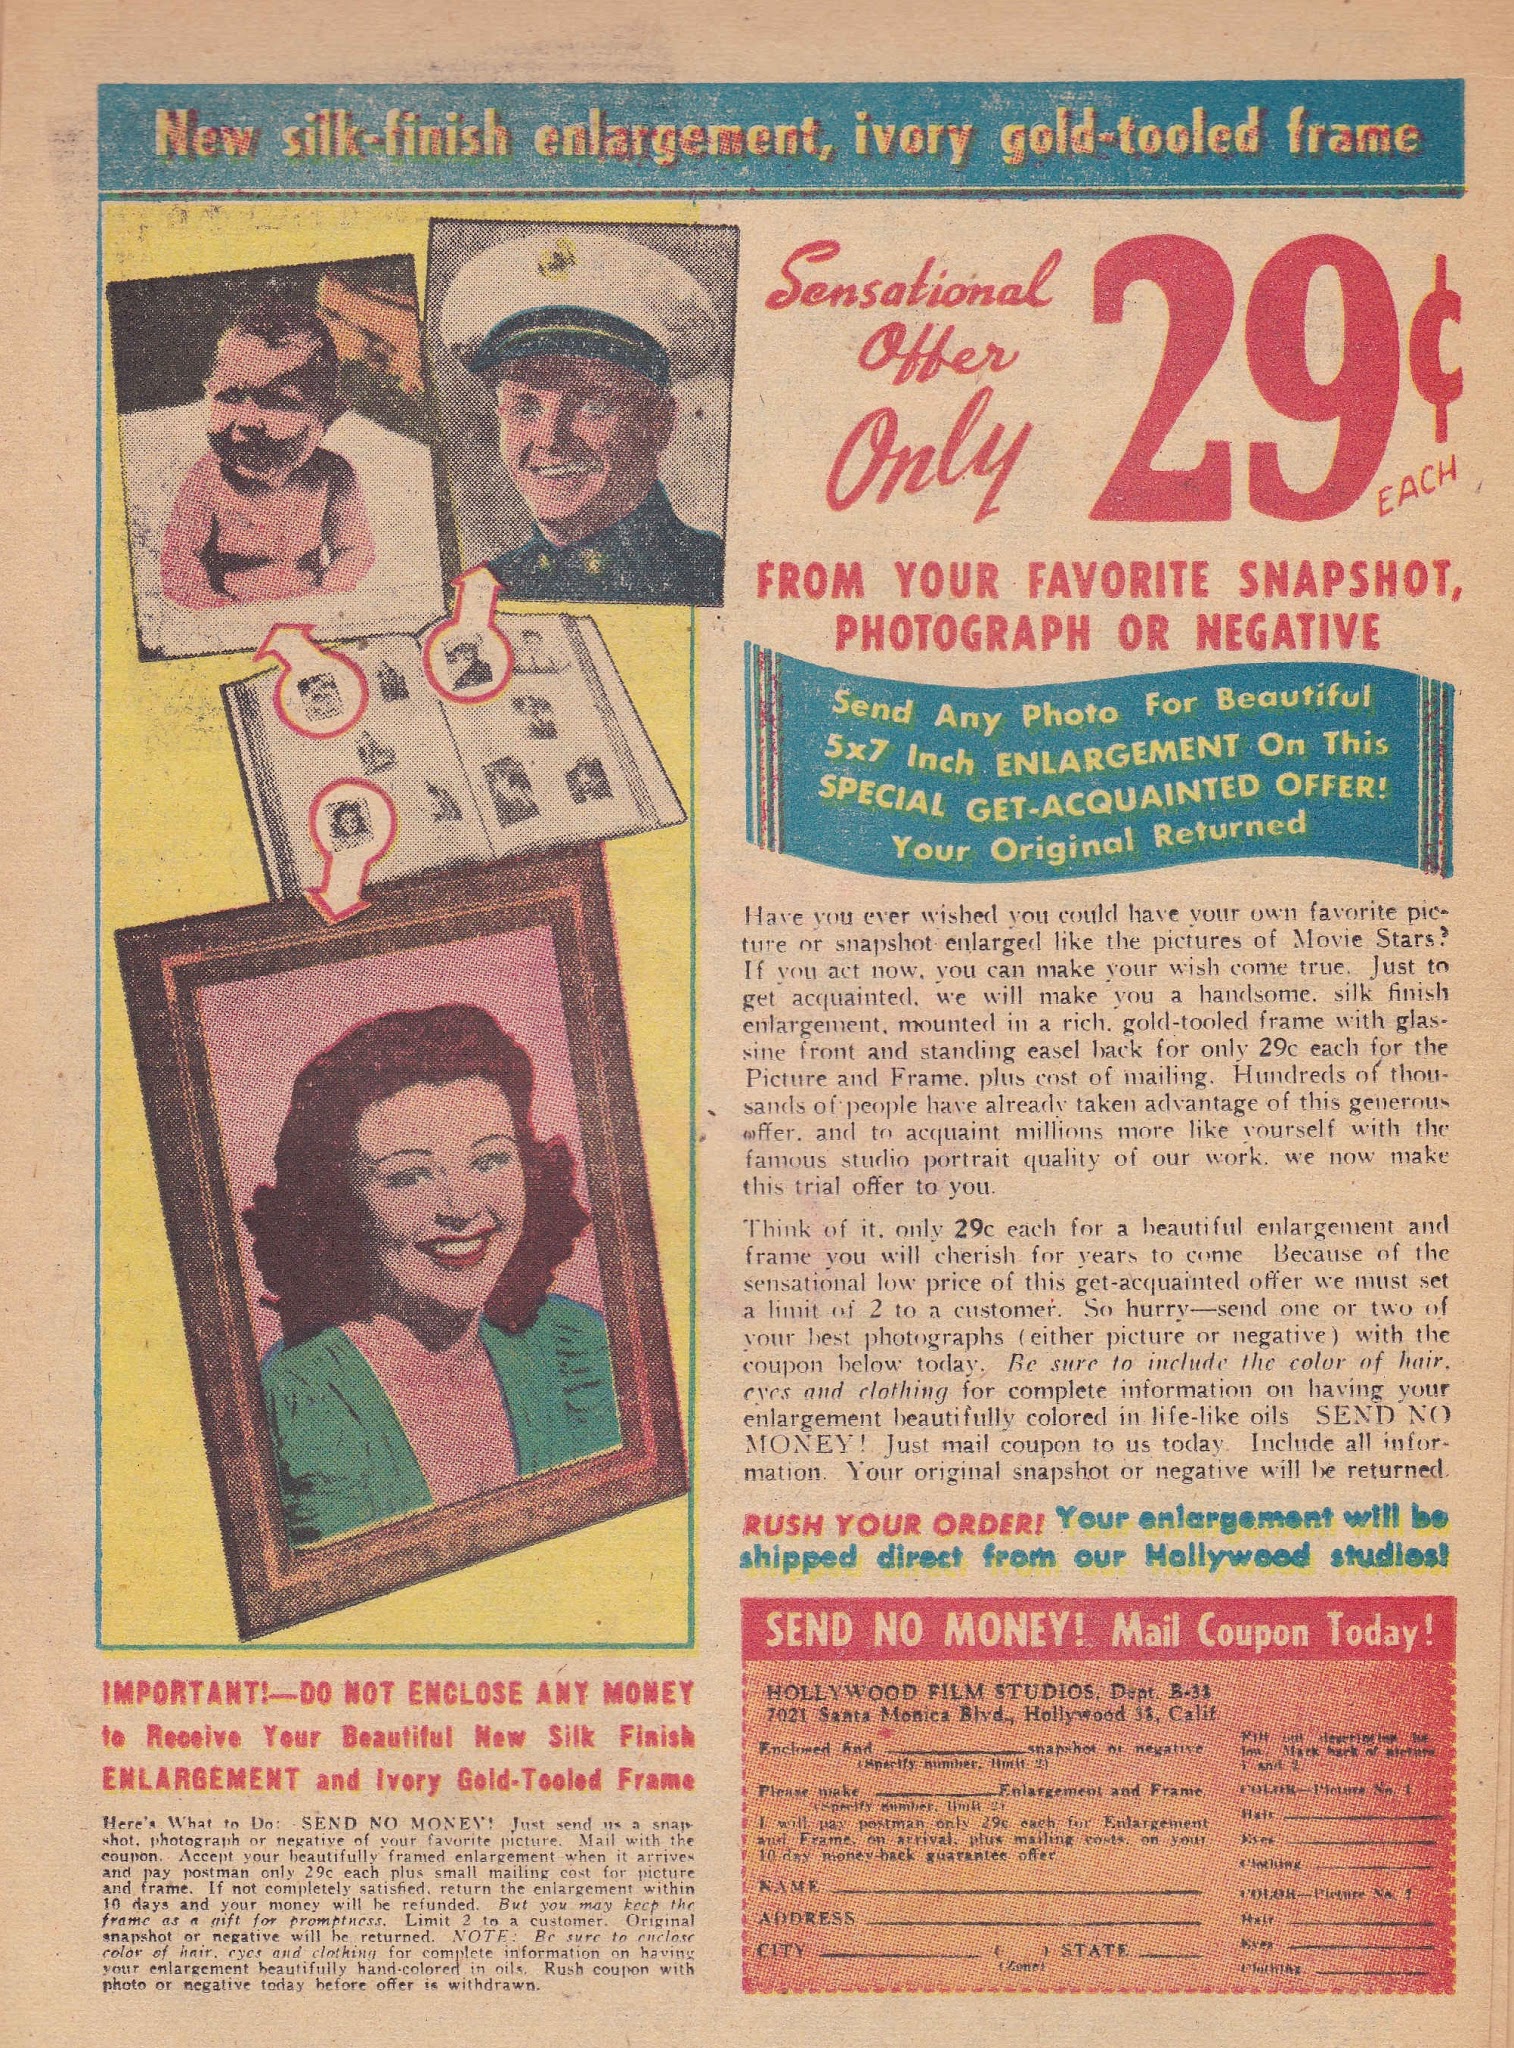 New silk-finish enlargement, ivory gold-tooled frame
Sensational
Offer
Only
29¢
EACH
FROM YOUR FAVORITE SNAPSHOT,
PHOTOGRAPH OR NEGATIVE
Send Any Photo For Beautiful
5x7 Inch ENLARGEMENT On This
SPECIAL GET-ACQUAINTED OFFER!
Your Original Returned
Have you ever wished you could have your own favorite pic-
ture or snapshot enlarged like the pictures of Movie Stars?
If you act now, you can make your wish come true. Just to
get acquainted, we will make you a handsome, silk finish
enlargement, mounted in a rich, gold-tooled frame with glas-
sine front and standing easel back for only 29c each for the
Picture and Frame, plus cost of mailing. Hundreds of thou-
sands of people have already taken advantage of this generous
offer, and to acquaint millions more like yourself with the
famous studio portrait quality of our work, we now make
this trial offer to you.
Think of it, only 29c each for a beautiful enlargement and
frame you will cherish for years to come Because of the
sensational low price of this get-acquainted offer we must set
a limit of 2 to a customer. So hurry—send one or two of
your best photographs (either picture or negative) with the
coupon below today. Be sure to include the color of hair,
eyes and clothing for complete information on having your
enlargement beautifully colored in life-like oils SEND NO
MONEY! Just mail coupon to us today. Include all infor-
mation. Your original snapshot or negative will be returned.
RUSH YOUR ORDER! Your enlargement will be
shipped direct from our Hollywood studios!
IMPORTANT!—DO NOT ENCLOSE ANY MONEY
to Receive Your Beautiful New Silk Finish
ENLARGEMENT and Ivory Gold-Tooled Frame
Here's What to Do: SEND NO MONEY! Just send us a snap-
shot, photograph or negative of your favorite picture. Mail with the
coupon. Accept your beautifully framed enlargement when it arrives
and pay postman only 29c each plus small mailing cost for picture
and frame. If not completely satisfied, return the enlargement within
10 days and your money will be refunded. But you may keep the
frame as a gift for promptness. Limit 2 to a customer. Original
snapshot or negative will be returned. NOTE: Be sure to enclose
color of hair, eyes and clothing for complete information on having
your enlargement beautifully hand-colored in oils. Rush coupon with
photo or negative today before offer is withdrawn.
SEND NO MONEY! Mail Coupon Today!
HOLLYWOOD FILM STUDIOS, Dept. B-38
7021 Santa Monica Blvd., Hollywood 38, Calif.
Enclosed find snapshot or negative
(Specify number, limit 2)
Please make Enlargement and Frame
(Specify number, limit 2)
I will pay postman only 29c each for Enlargement
and Frame, on arrival, plus mailing costs, on your
10 day money-back guarantee offer
NAME
ADDRESS
CITY ( ) STATE
(Zone)
Fill out description be-
low. Mark back of picture
1 and 2
COLOR—Picture No. 1
Hair
Eyes
Clothing
COLOR—Picture No.
Hair
Eyes
Clothing